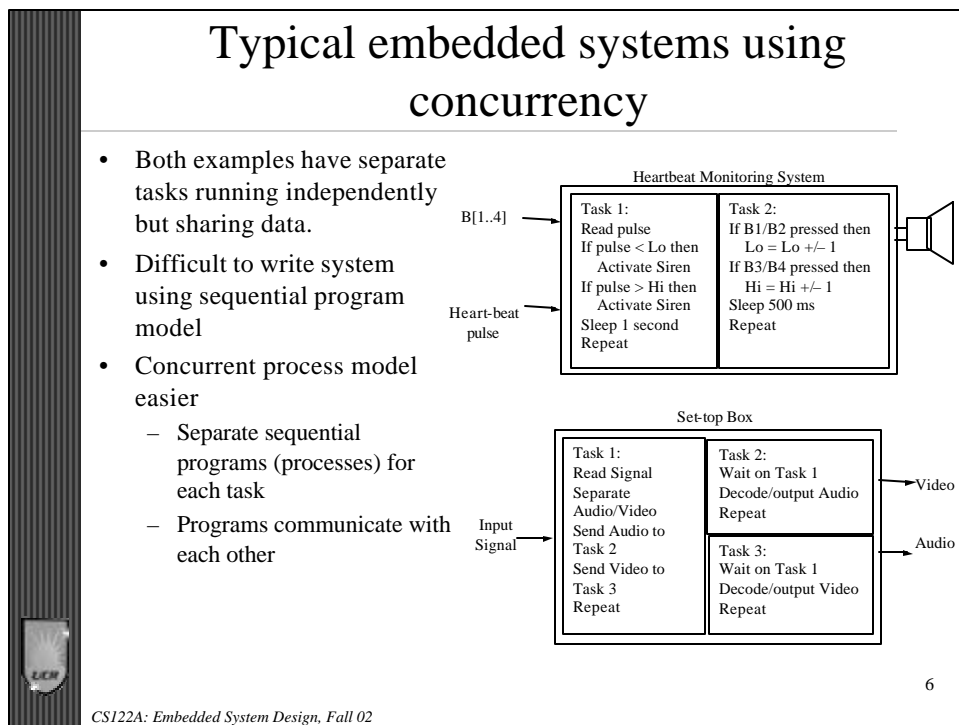 Typical embedded systems using
concurrency
• Both examples have separate
tasks running independently
but sharing data.
• Difficult to write system
using sequential program
model
• Concurrent process model
easier
– Separate sequential
programs (processes) for
each task
– Programs communicate with
each other
Heartbeat Monitoring System
B[1..4]
Heart-beat
pulse
Task 1:
Read pulse
If pulse < Lo then
Activate Siren
If pulse > Hi then
Activate Siren
Sleep 1 second
Repeat
Task 2:
If B1/B2 pressed then
Lo = Lo +/– 1
If B3/B4 pressed then
Hi = Hi +/– 1
Sleep 500 ms
Repeat
Set-top Box
Input
Signal
Task 1:
Read Signal
Separate
Audio/Video
Send Audio to
Task 2
Send Video to
Task 3
Repeat
Task 2:
Wait on Task 1
Decode/output Audio
Repeat
Task 3:
Wait on Task 1
Decode/output Video
Repeat
Video
Audio
UCR
CS122A: Embedded System Design, Fall 02
6